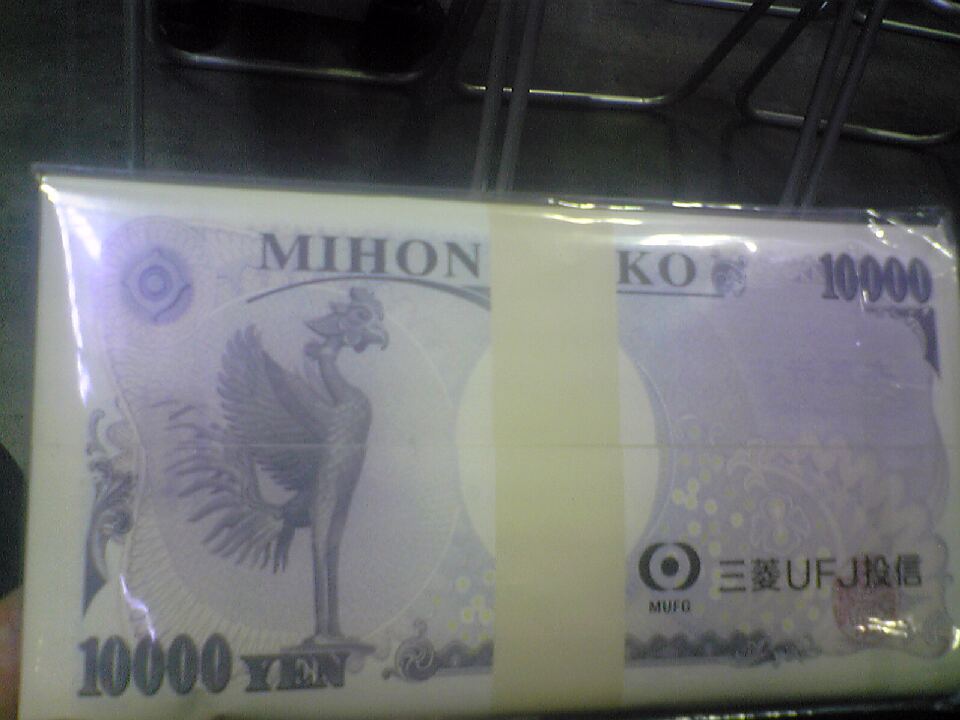 MIHON KO
10000
三菱UFJ投信
MUFG
10000 YEN